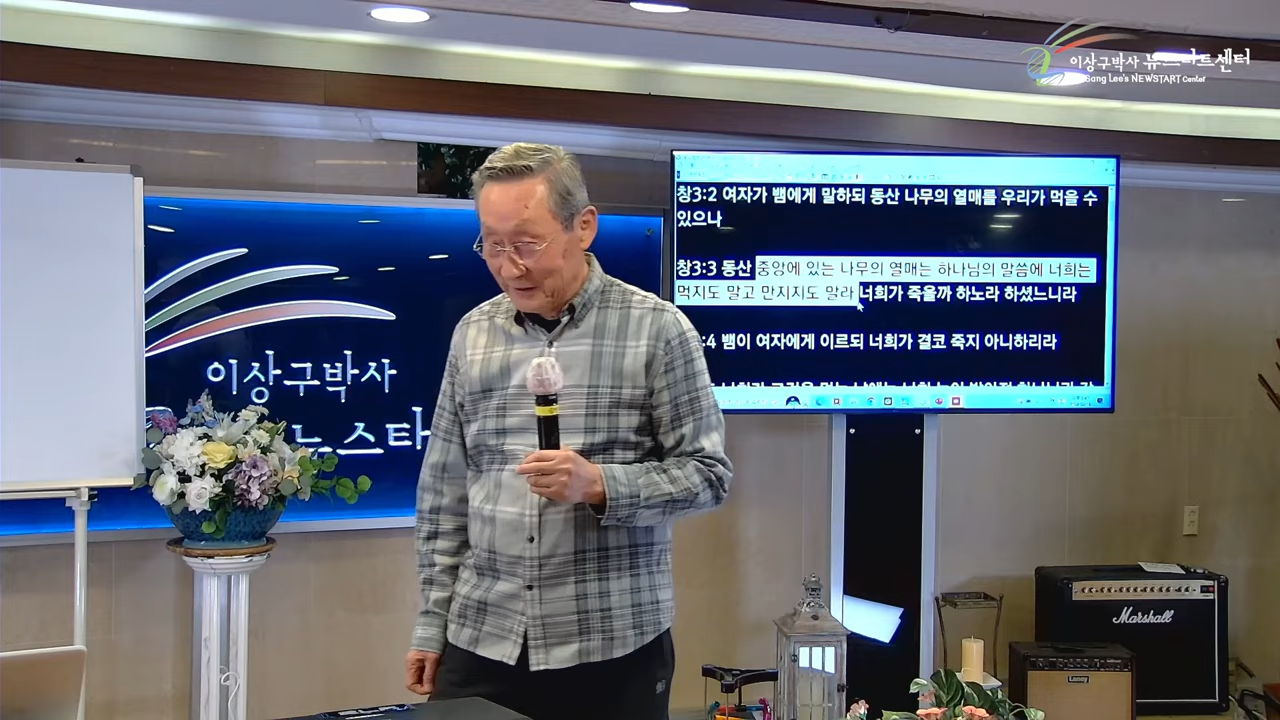 이상구박사 뉴스타트센터
Sang Lee's NEWSTART Center
창3:2 여자가 뱀에게 말하되 동산 나무의 열매를 우리가 먹을 수
있으나
창3:3 동산 중앙에 있는 나무의 열매는 하나님의 말씀에 너희는
먹지도 말고 만지지도 말라 너희가 죽을까 하노라 하셨느니라
:4 뱀이 여자에게 이르되 너희가 결코 죽지 아니하리라
이상구박사
뉴스타
Marshall
Laney